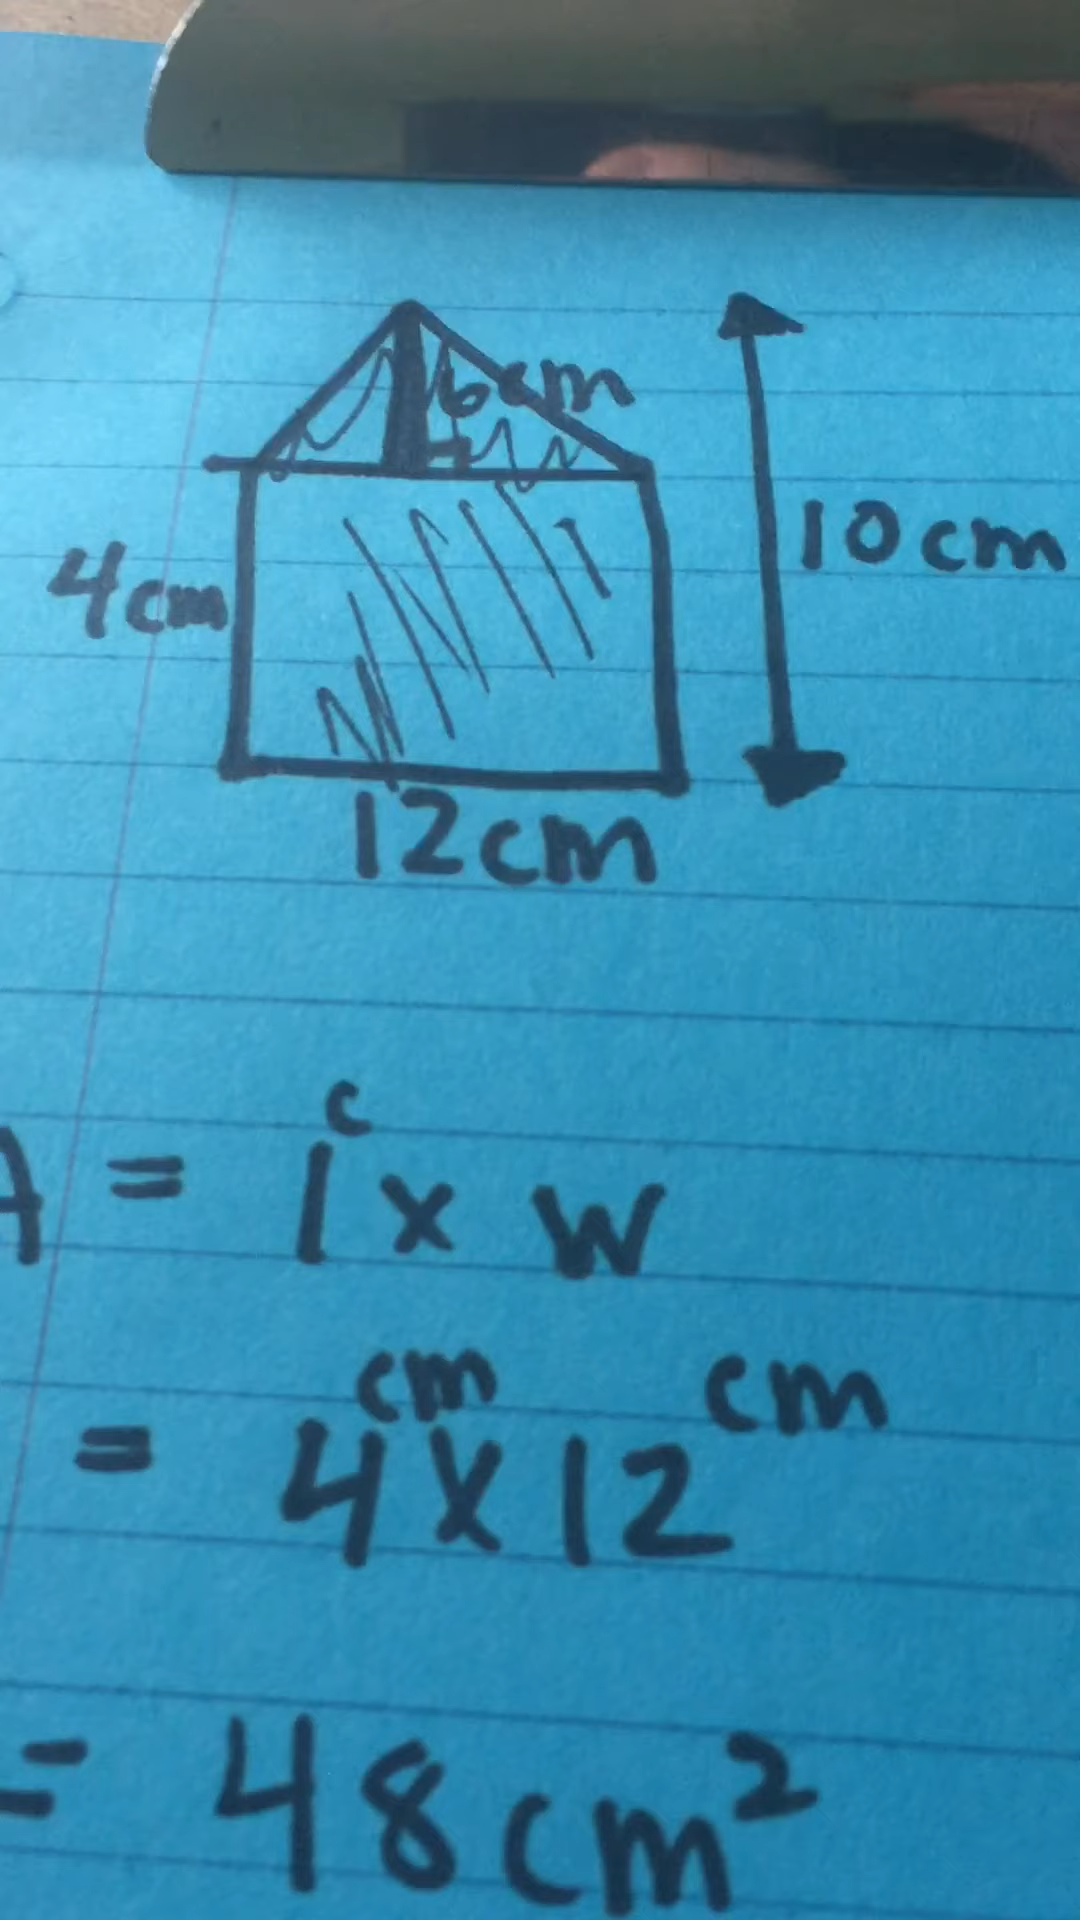 6cm
10cm
4cm
12cm
c
A = l x w
cm cm
= 4 x 12
= 48cm²